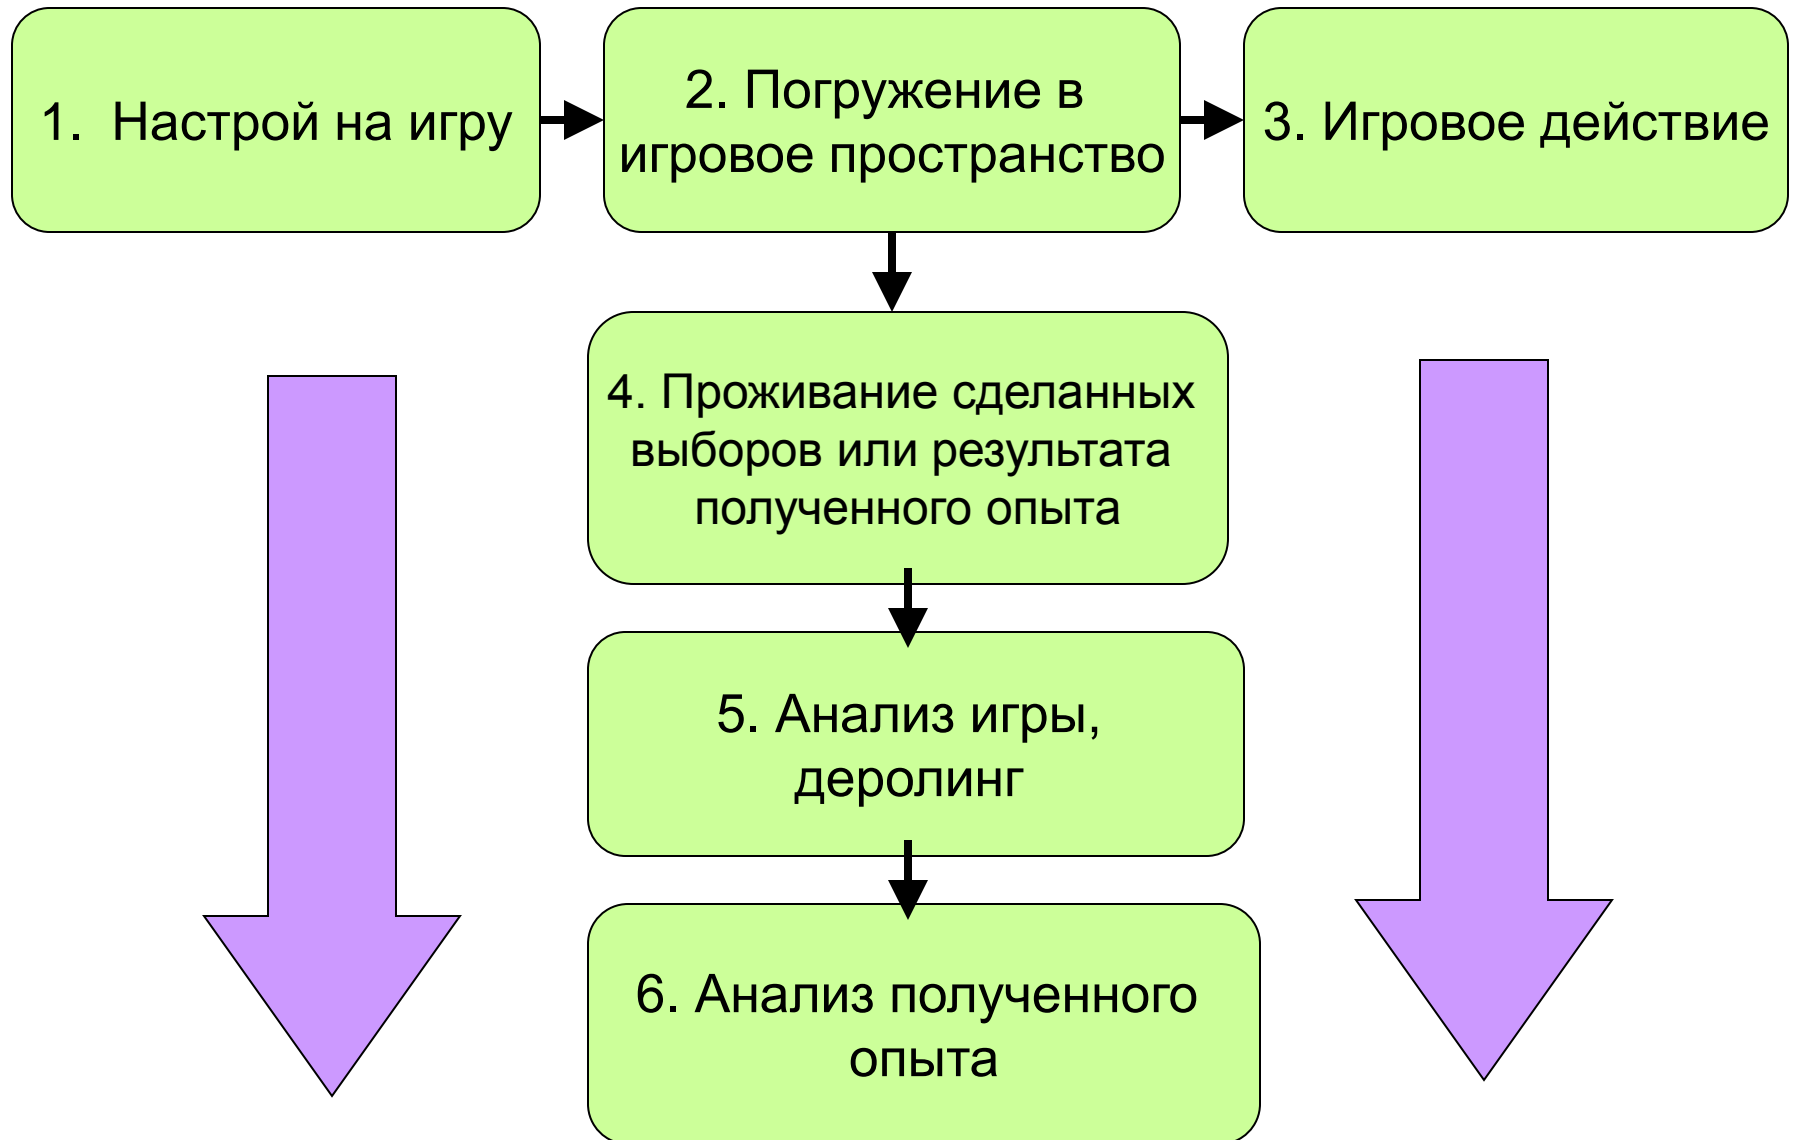 1. Настрой на игру
2. Погружение в
игровое пространство
3. Игровое действие
4. Проживание сделанных
выборов или результата
полученного опыта
5. Анализ игры,
деролинг
6. Анализ полученного
опыта